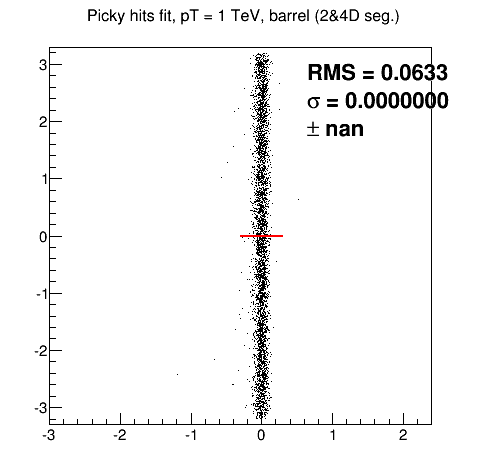 Picky hits fit, pT = 1 TeV, barrel (2&4D seg.)
RMS = 0.0633
σ = 0.0000000
± nan
3
2
1
0
-1
-2
-3
-3 -2 -1 0 1 2